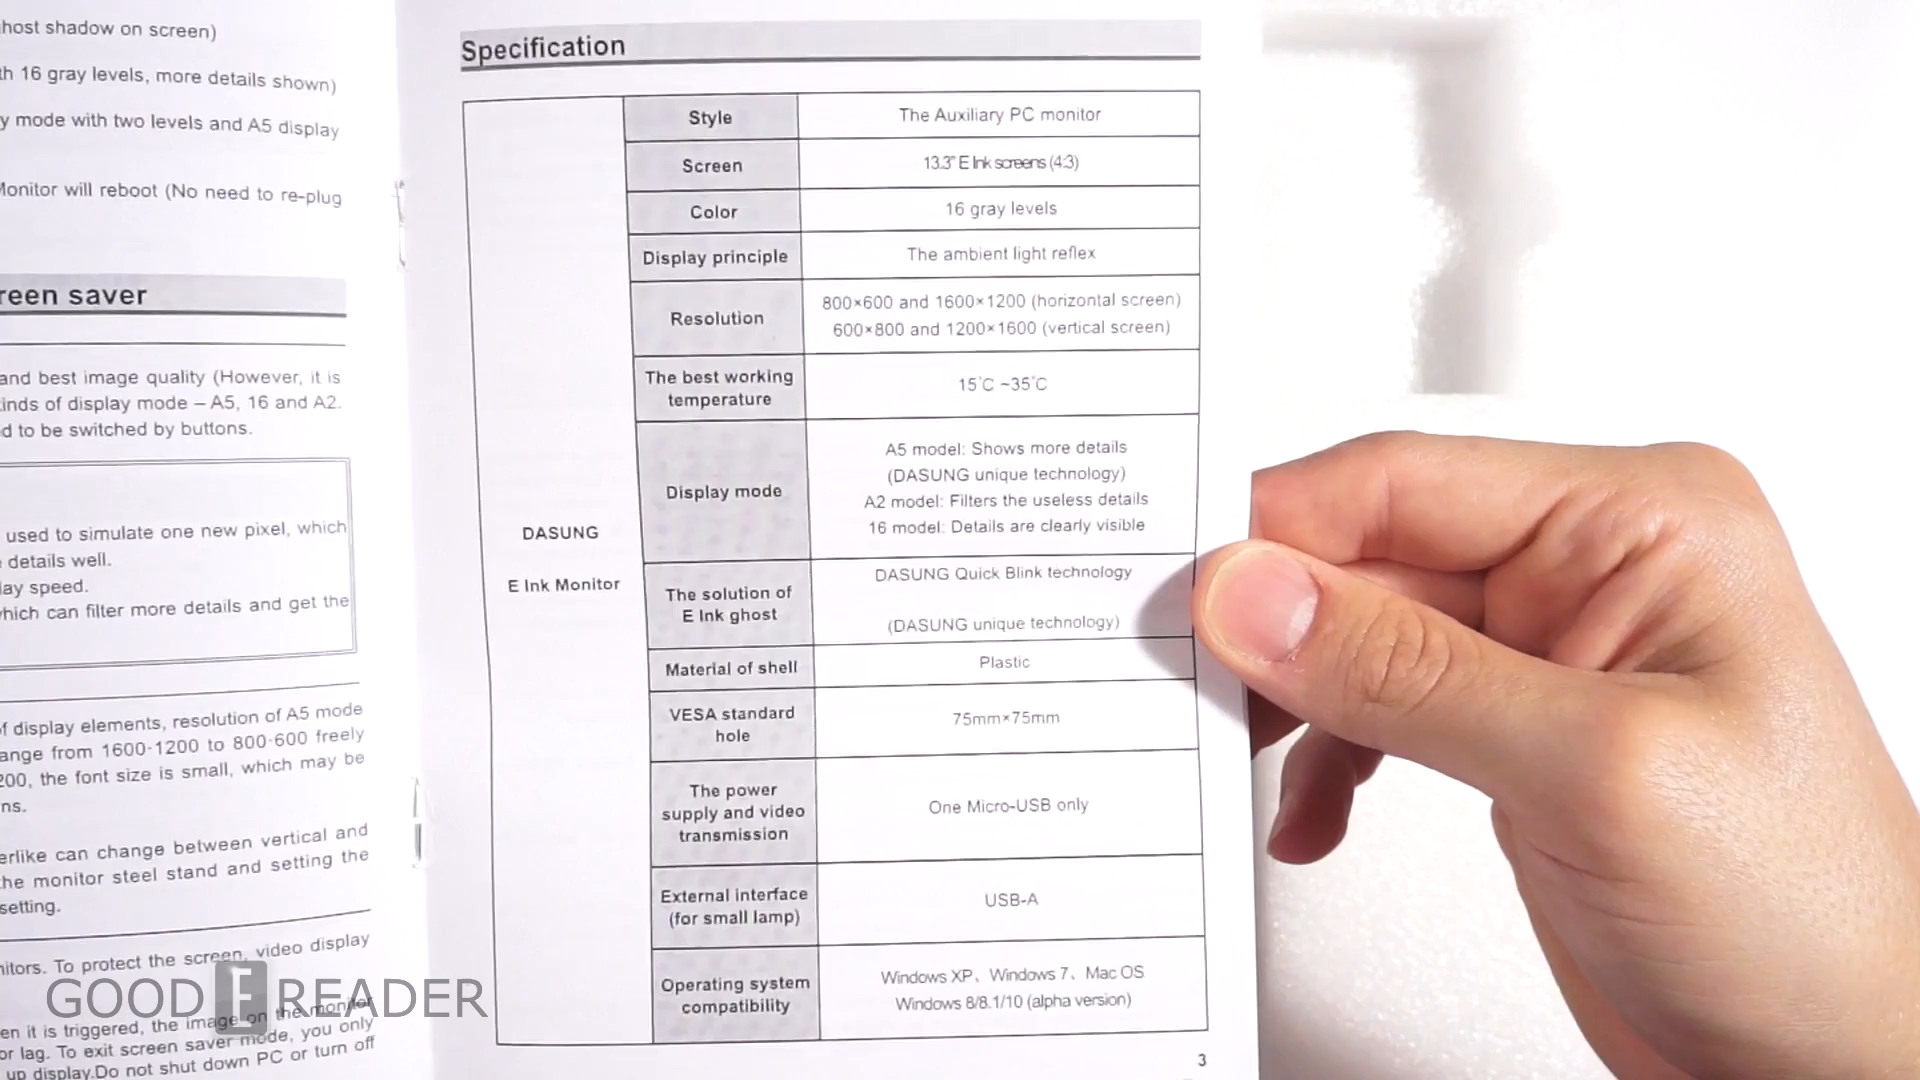 host shadow on screen)
th 16 gray levels, more details shown)
y mode with two levels and A5 display
Monitor will reboot (No need to re-plug
reen saver
and best image quality (However, it is
inds of display mode – A5, 16 and A2.
d to be switched by buttons.
used to simulate one new pixel, which
details well.
lay speed.
which can filter more details and get the
of display elements, resolution of A5 mode
ange from 1600·1200 to 800·600 freely
200, the font size is small, which may be
ns.
erlike can change between vertical and
he monitor steel stand and setting the
setting.
nitors. To protect the screen, video display
en it is triggered, the image on the monitor
or lag. To exit screen saver mode, you only
up display.Do not shut down PC or turn off
GOOD E READER
Specification
DASUNG
E Ink Monitor
Style
The Auxiliary PC monitor
Screen
13.3" E Ink screens (4:3)
Color
16 gray levels
Display principle
The ambient light reflex
Resolution
800×600 and 1600×1200 (horizontal screen)
600×800 and 1200×1600 (vertical screen)
The best working
temperature
15°C ~35°C
Display mode
A5 model: Shows more details
(DASUNG unique technology)
A2 model: Filters the useless details
16 model: Details are clearly visible
The solution of
E Ink ghost
DASUNG Quick Blink technology
(DASUNG unique technology)
Material of shell
Plastic
VESA standard
hole
75mm×75mm
The power
supply and video
transmission
One Micro-USB only
External interface
(for small lamp)
USB-A
Operating system
compatibility
Windows XP、Windows 7、Mac OS
Windows 8/8.1/10 (alpha version)
3